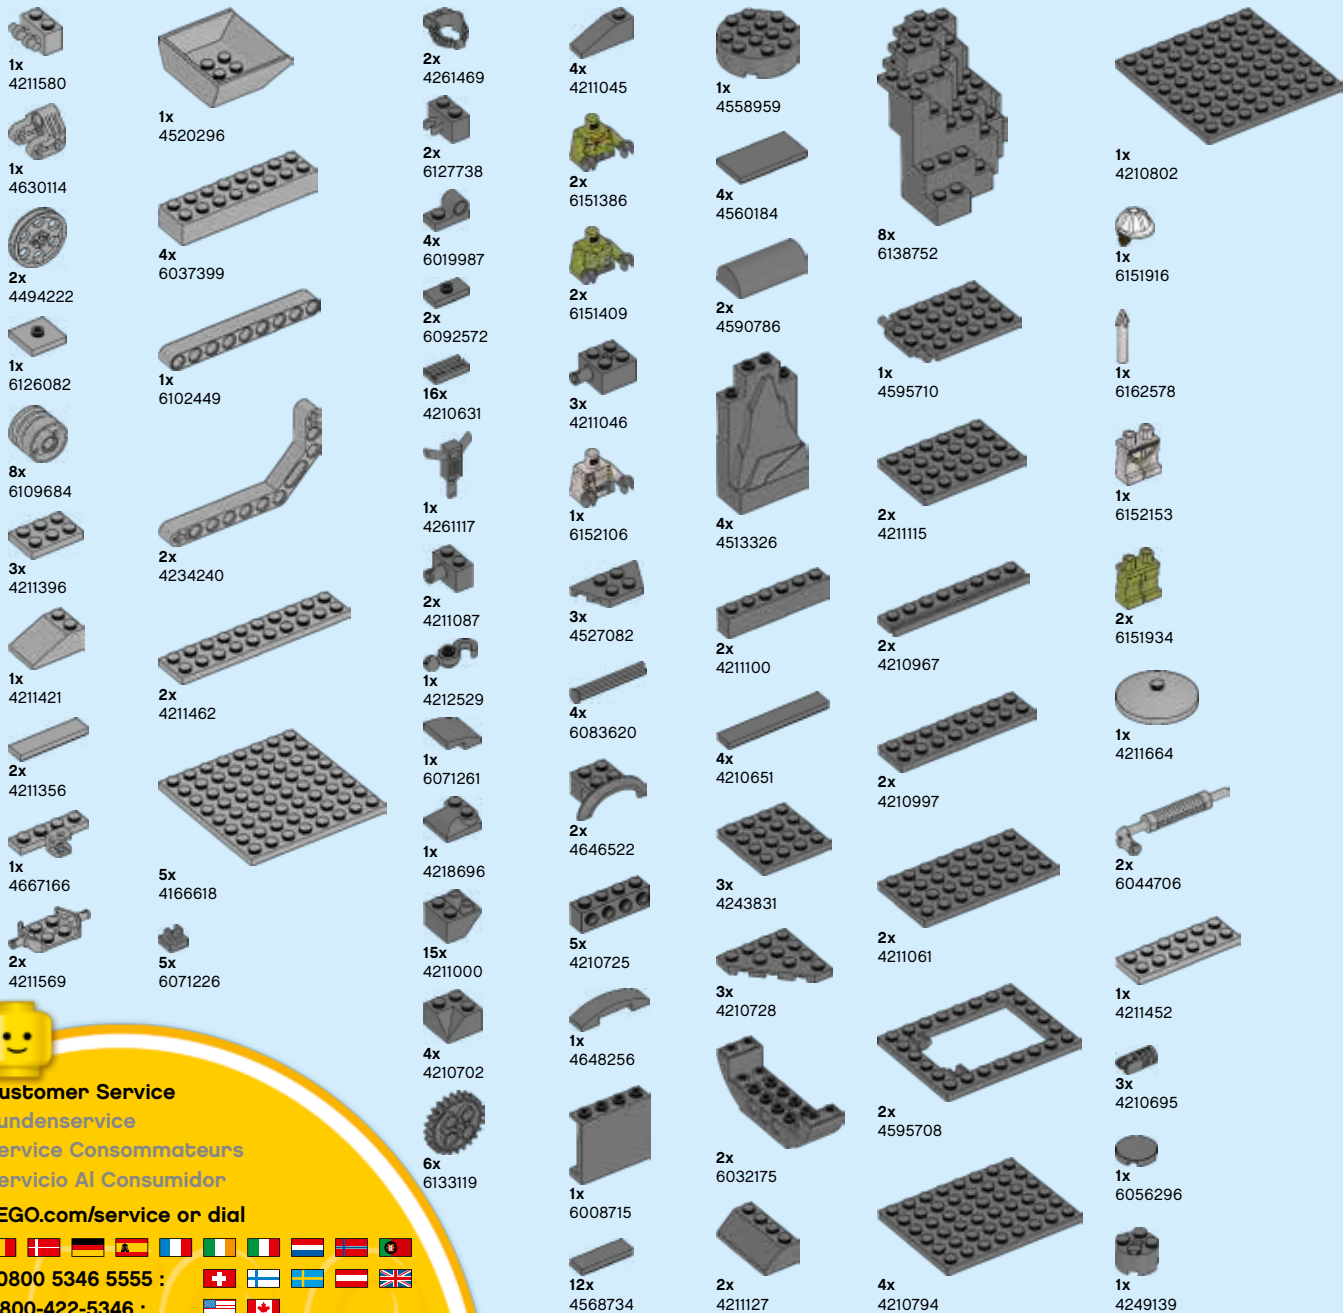 1x
4211580
1x
4630114
2x
4494222
1x
6126082
8x
6109684
3x
4211396
1x
4211421
2x
4211356
1x
4667166
2x
4211569
1x
4520296
4x
6037399
1x
6102449
2x
4234240
2x
4211462
5x
4166618
5x
6071226
2x
4261469
2x
6127738
4x
6019987
2x
6092572
16x
4210631
1x
4261117
2x
4211087
1x
4212529
1x
6071261
1x
4218696
15x
4211000
4x
4210702
6x
6133119
4x
4211045
2x
6151386
2x
6151409
3x
4211046
1x
6152106
3x
4527082
4x
6083620
2x
4646522
5x
4210725
1x
4648256
1x
6008715
12x
4568734
1x
4558959
4x
4560184
2x
4590786
4x
4513326
2x
4211100
4x
4210651
3x
4243831
3x
4210728
2x
6032175
2x
4211127
8x
6138752
1x
4595710
2x
4211115
2x
4210967
2x
4210997
2x
4211061
2x
4595708
4x
4210794
1x
4210802
1x
6151916
1x
6162578
1x
6152153
2x
6151934
1x
4211664
2x
6044706
1x
4211452
3x
4210695
1x
6056296
1x
4249139
ustomer Service
undenservice
ervice Consommateurs
ervicio Al Consumidor
EGO.com/service or dial
0800 5346 5555 :
800-422-5346 :